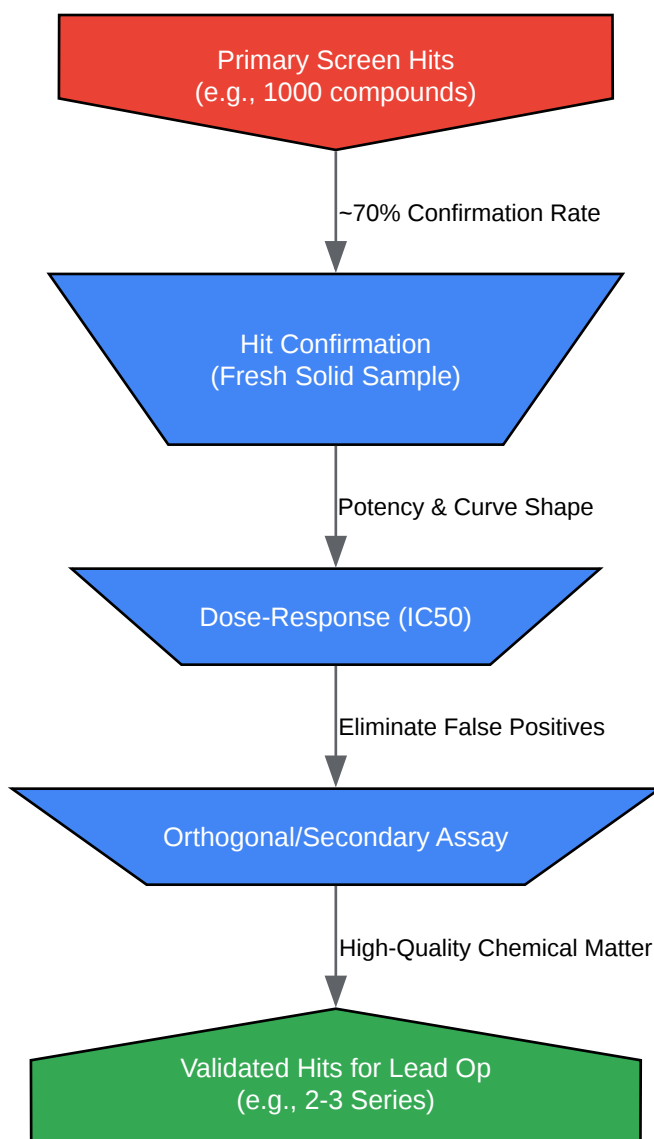 Primary Screen Hits
(e.g., 1000 compounds)
~70% Confirmation Rate
Hit Confirmation
(Fresh Solid Sample)
Potency & Curve Shape
Dose-Response (IC50)
Eliminate False Positives
Orthogonal/Secondary Assay
High-Quality Chemical Matter
Validated Hits for Lead Op
(e.g., 2-3 Series)